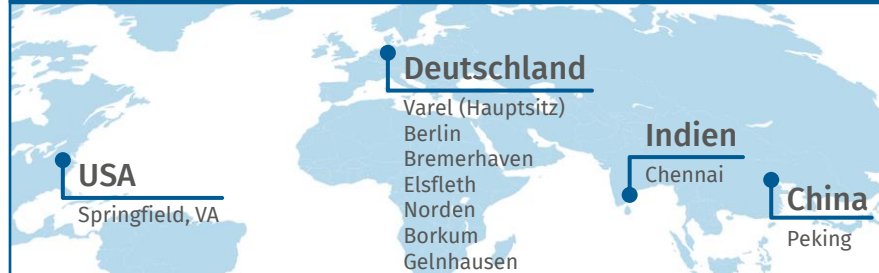 Deutschland
Varel (Hauptsitz)
Berlin
Bremerhaven
Elsfleth
Norden
Borkum
Gelnhausen
USA
Springfield, VA
Indien
Chennai
China
Peking